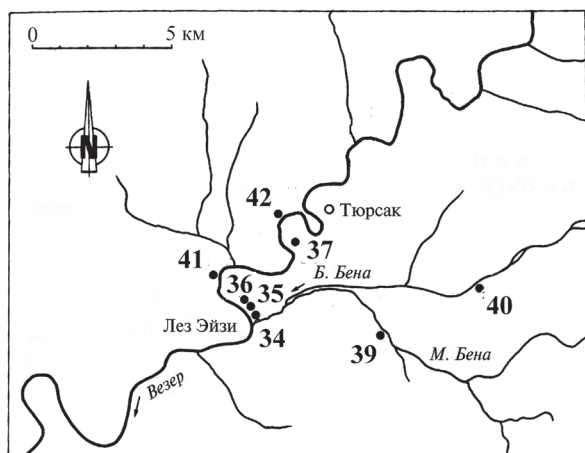 0 5 км
N
42
Тюрсак
37
41
Б. Бена
36
35
40
Лез Эйзи
34
39
М. Бена
Везер